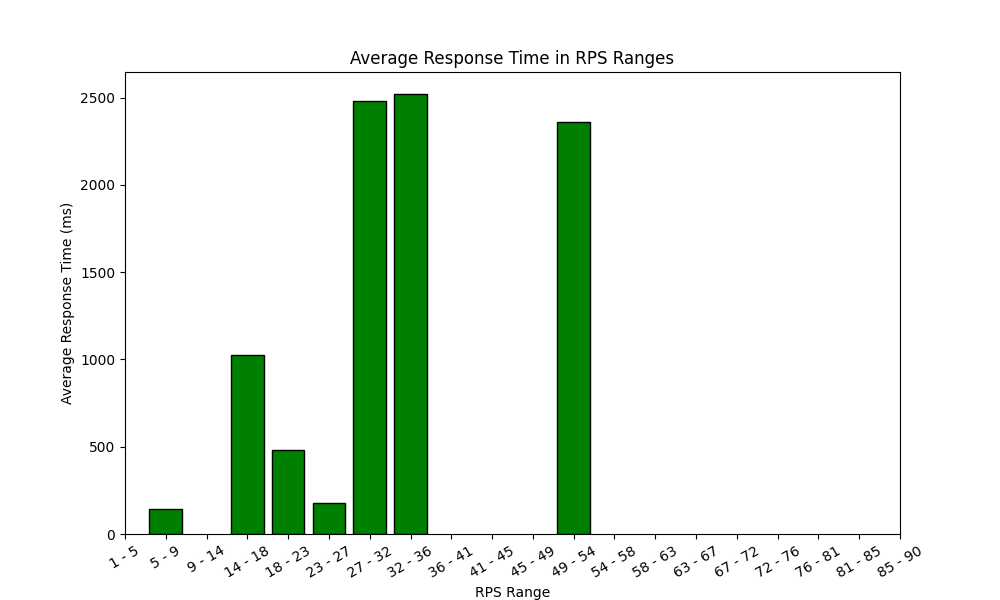 Average Response Time in RPS Ranges
Average Response Time (ms)
2500
2000
1500
1000
500
0
1 - 5
5 - 9
9 - 14
14 - 18
18 - 23
23 - 27
27 - 32
32 - 36
36 - 41
41 - 45
45 - 49
49 - 54
54 - 58
58 - 63
63 - 67
67 - 72
72 - 76
76 - 81
81 - 85
85 - 90
RPS Range